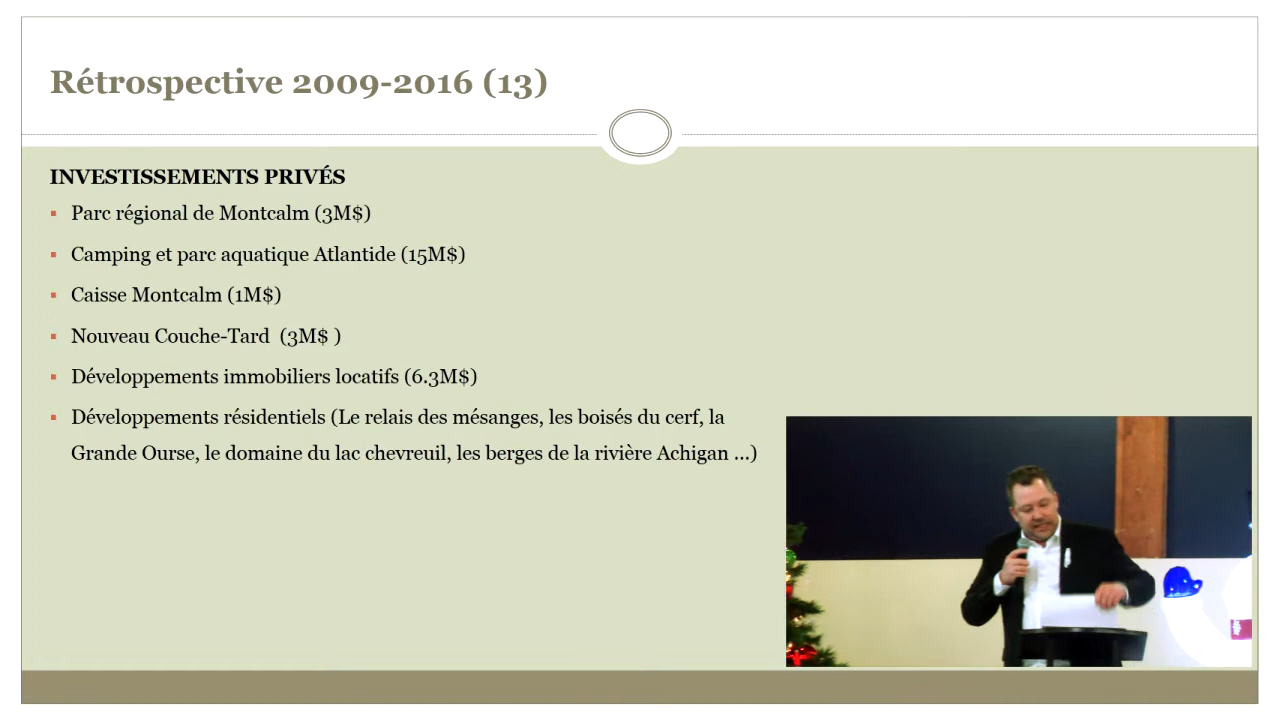 Rétrospective 2009-2016 (13)
INVESTISSEMENTS PRIVÉS
▪ Parc régional de Montcalm (3M$)
▪ Camping et parc aquatique Atlantide (15M$)
▪ Caisse Montcalm (1M$)
▪ Nouveau Couche-Tard  (3M$ )
▪ Développements immobiliers locatifs (6.3M$)
▪ Développements résidentiels (Le relais des mésanges, les boisés du cerf, la
Grande Ourse, le domaine du lac chevreuil, les berges de la rivière Achigan ...)